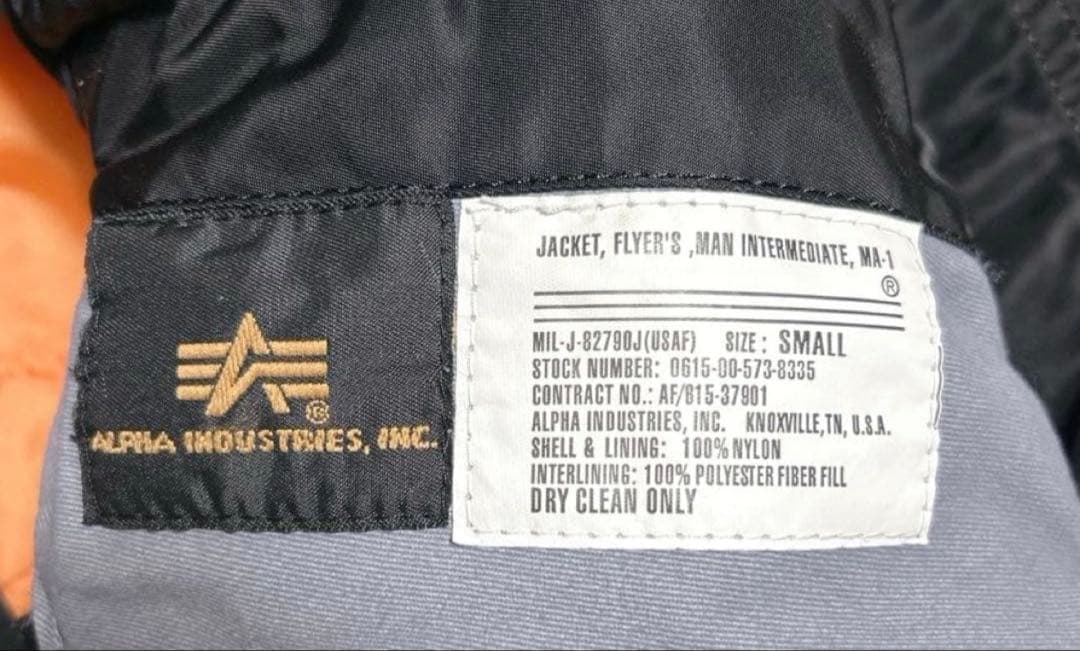 ALPHA INDUSTRIES, INC.
JACKET, FLYER'S ,MAN INTERMEDIATE, MA-1
®
MIL-J-82790J(USAF) SIZE: SMALL
STOCK NUMBER: 0615-00-573-8335
CONTRACT NO.: AF/815-37901
ALPHA INDUSTRIES, INC. KNOXVILLE,TN, U.S.A.
SHELL & LINING: 100% NYLON
INTERLINING: 100% POLYESTER FIBER FILL
DRY CLEAN ONLY